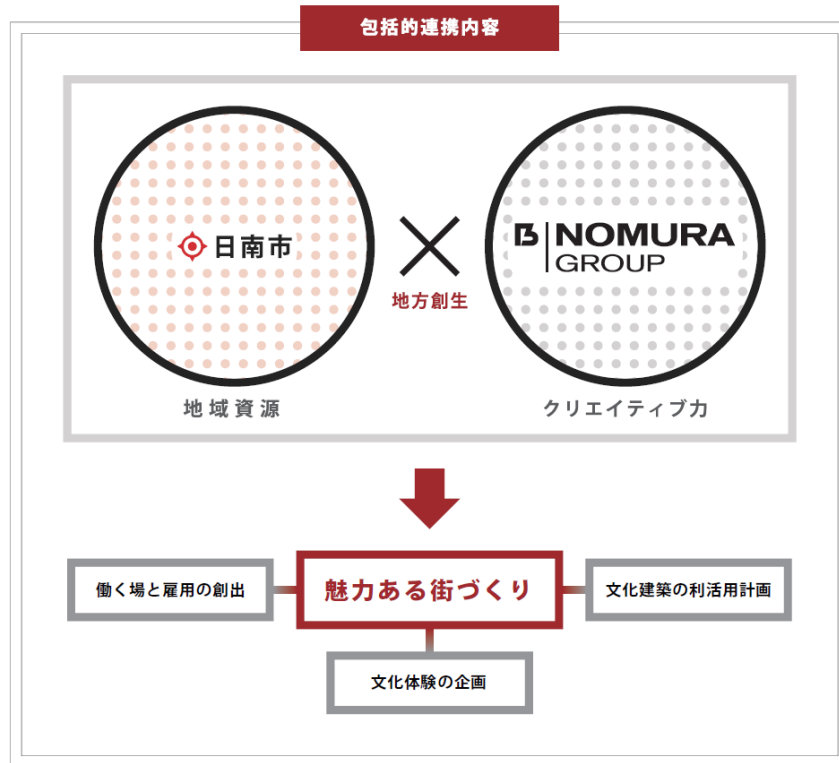 包括的連携内容
日南市
NOMURA
GROUP
地方創生
地域資源
クリエイティブ力
働く場と雇用の創出
魅力ある街づくり
文化建築の利活用計画
文化体験の企画